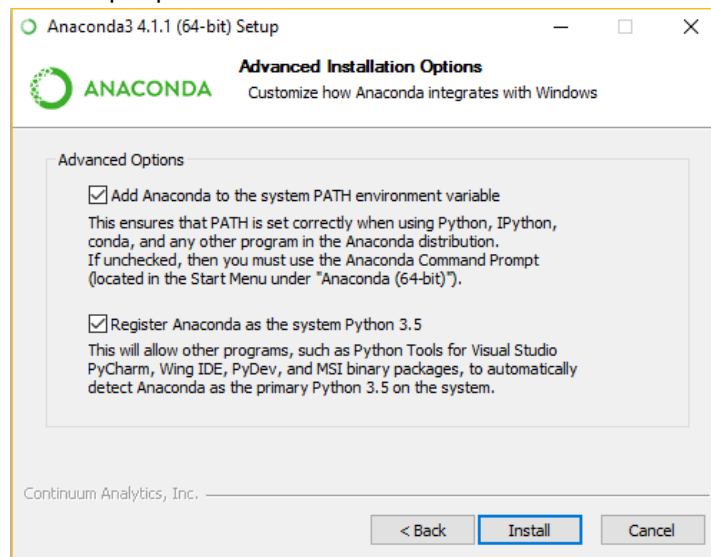 Anaconda3 4.1.1 (64-bit) Setup
ANACONDA
Advanced Installation Options
Customize how Anaconda integrates with Windows
Advanced Options
Add Anaconda to the system PATH environment variable
This ensures that PATH is set correctly when using Python, IPython,
conda, and any other program in the Anaconda distribution.
If unchecked, then you must use the Anaconda Command Prompt
(located in the Start Menu under "Anaconda (64-bit)").
Register Anaconda as the system Python 3.5
This will allow other programs, such as Python Tools for Visual Studio
PyCharm, Wing IDE, PyDev, and MSI binary packages, to automatically
detect Anaconda as the primary Python 3.5 on the system.
Continuum Analytics, Inc.
< Back Install Cancel